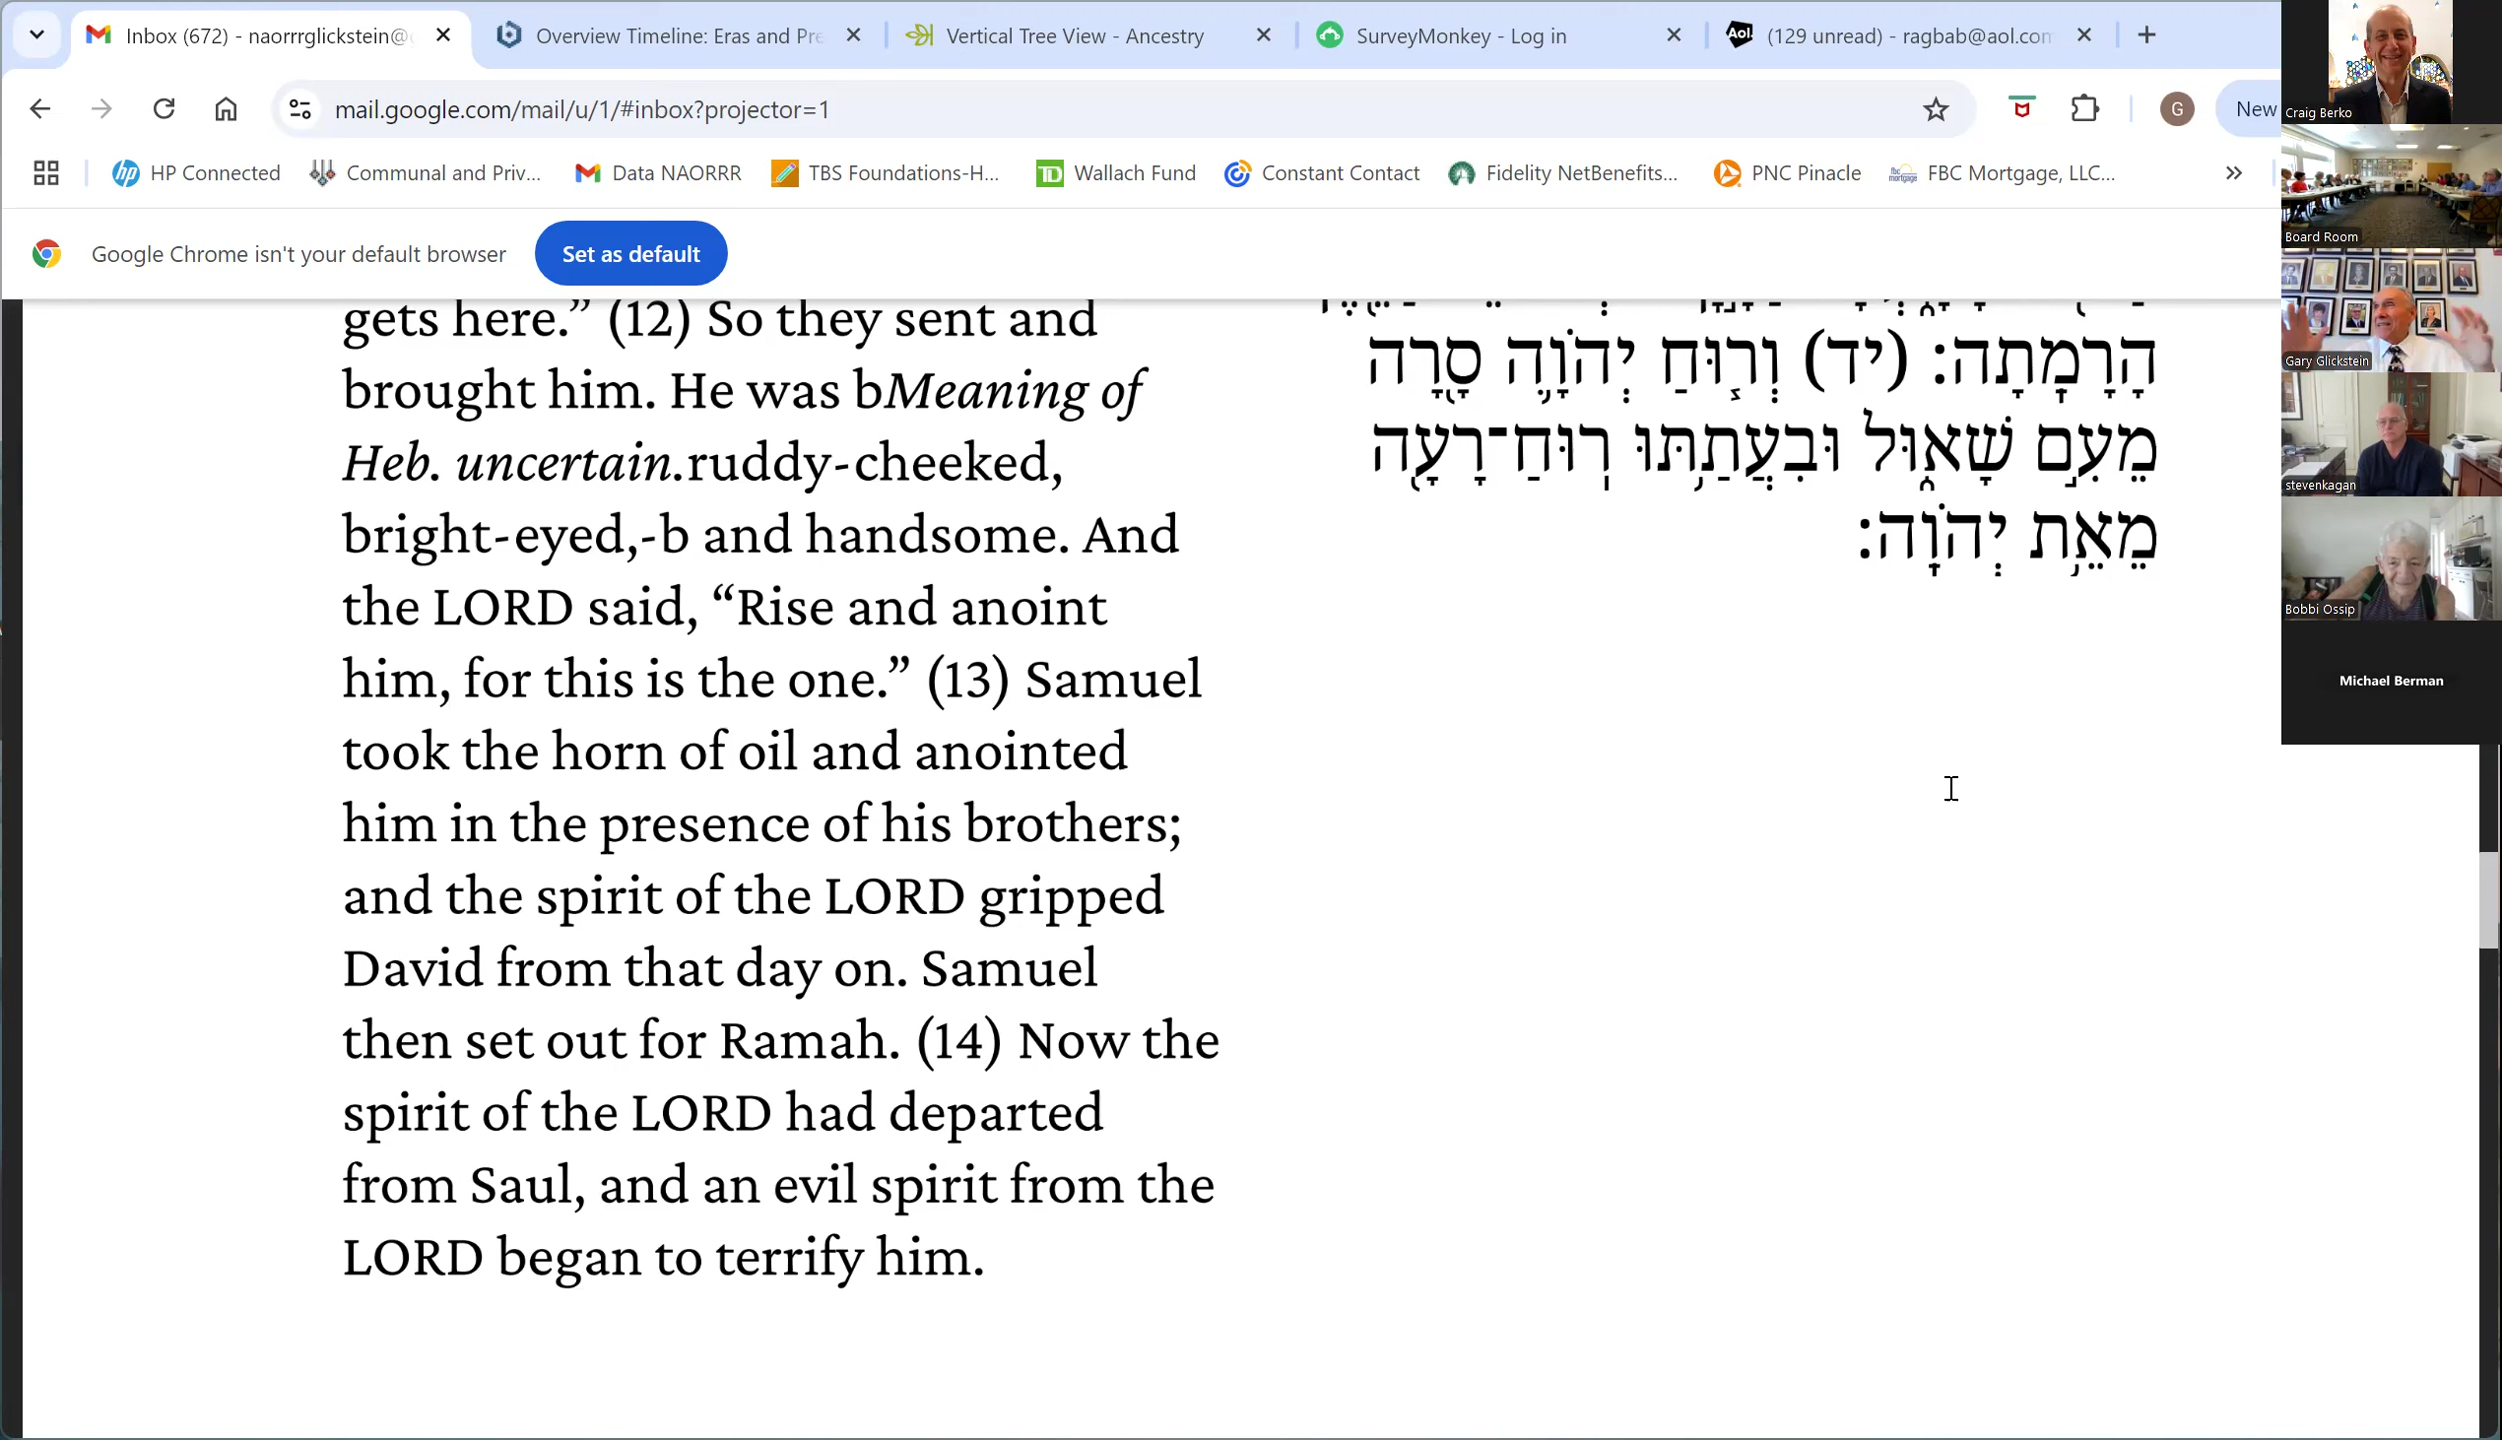 Inbox (672) - naorrrglickstein@
Overview Timeline: Eras and Pre
Vertical Tree View - Ancestry
SurveyMonkey - Log in
Aol.
(129 unread) - ragbab@aol.com
mail.google.com/mail/u/1/#inbox?projector=1
G
New
HP Connected
Communal and Priv...
Data NAORRR
TBS Foundations-H...
Wallach Fund
Constant Contact
Fidelity NetBenefits...
PNC Pinacle
FBC Mortgage, LLC...
Google Chrome isn't your default browser
Set as default
gets here.” (12) So they sent and
brought him. He was bMeaning of
Heb. uncertain.ruddy-cheeked,
bright-eyed,-b and handsome. And
the LORD said, “Rise and anoint
him, for this is the one.” (13) Samuel
took the horn of oil and anointed
him in the presence of his brothers;
and the spirit of the LORD gripped
David from that day on. Samuel
then set out for Ramah. (14) Now the
spirit of the LORD had departed
from Saul, and an evil spirit from the
LORD began to terrify him.
הָרָמָֽתָה׃ (יד) וְר֧וּחַ יְהֹוָ֛ה סָ֖רָה
מֵעִ֣ם שָׁא֑וּל וּבִֽעֲתַ֥תּוּ רֽוּחַ־רָעָ֖ה
מֵאֵ֥ת יְהֹוָֽה׃
Craig Berko
Board Room
Gary Glickstein
stevenkagan
Bobbi Ossip
Michael Berman